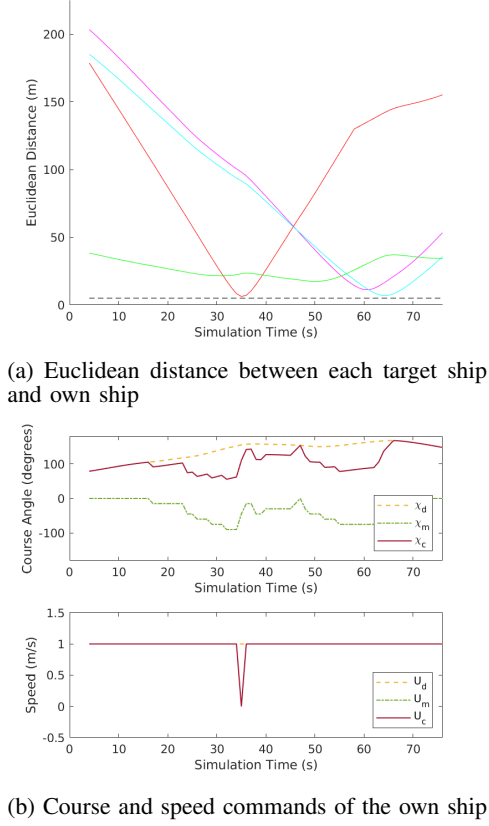 200
150
100
50
0
Euclidean Distance (m)
0 10 20 30 40 50 60 70
Simulation Time (s)
(a) Euclidean distance between each target ship
and own ship
100
0
-100
Course Angle (degrees)
χd
χm
χc
0 10 20 30 40 50 60 70
Simulation Time (s)
1.5
1
0.5
0
-0.5
Speed (m/s)
Ud
Um
Uc
0 10 20 30 40 50 60 70
Simulation Time (s)
(b) Course and speed commands of the own ship